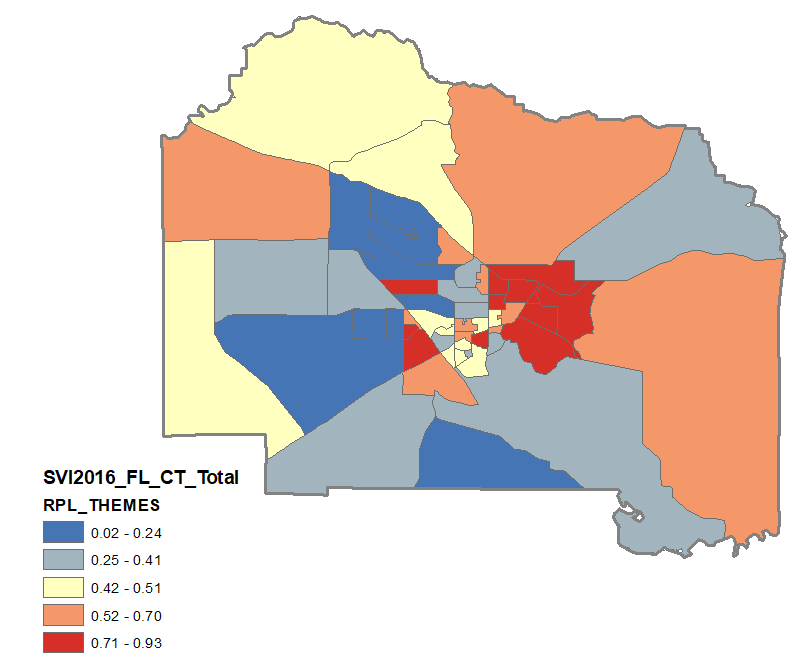 SVI2016_FL_CT_Total
RPL_THEMES
0.02 - 0.24
0.25 - 0.41
0.42 - 0.51
0.52 - 0.70
0.71 - 0.93